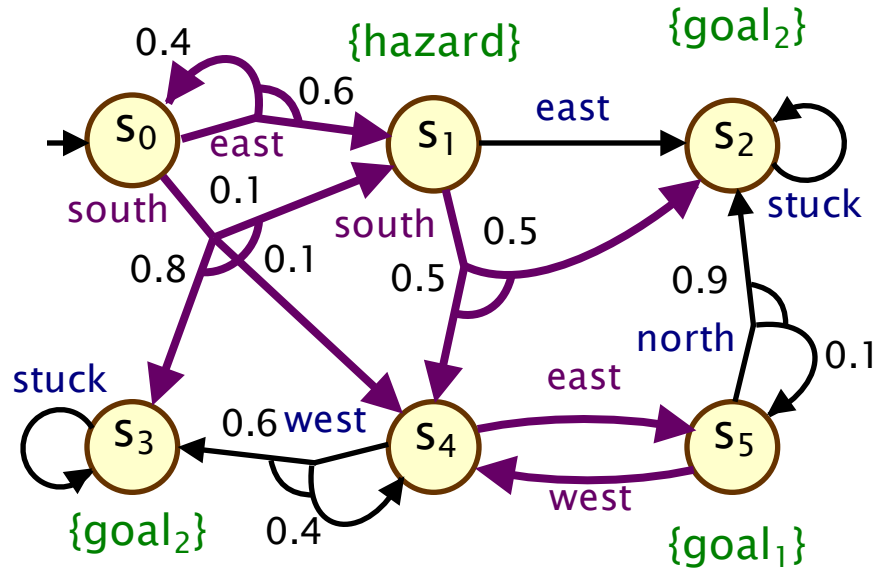 {goal₂}
0.4
{hazard}
0.6
s₀
east
s₁
east
s₂
stuck
south
0.1
south
0.5
0.8
0.1
0.5
0.9
north
0.1
stuck
east
s₃
0.6
west
s₄
s₅
west
0.4
{goal₂}
{goal₁}